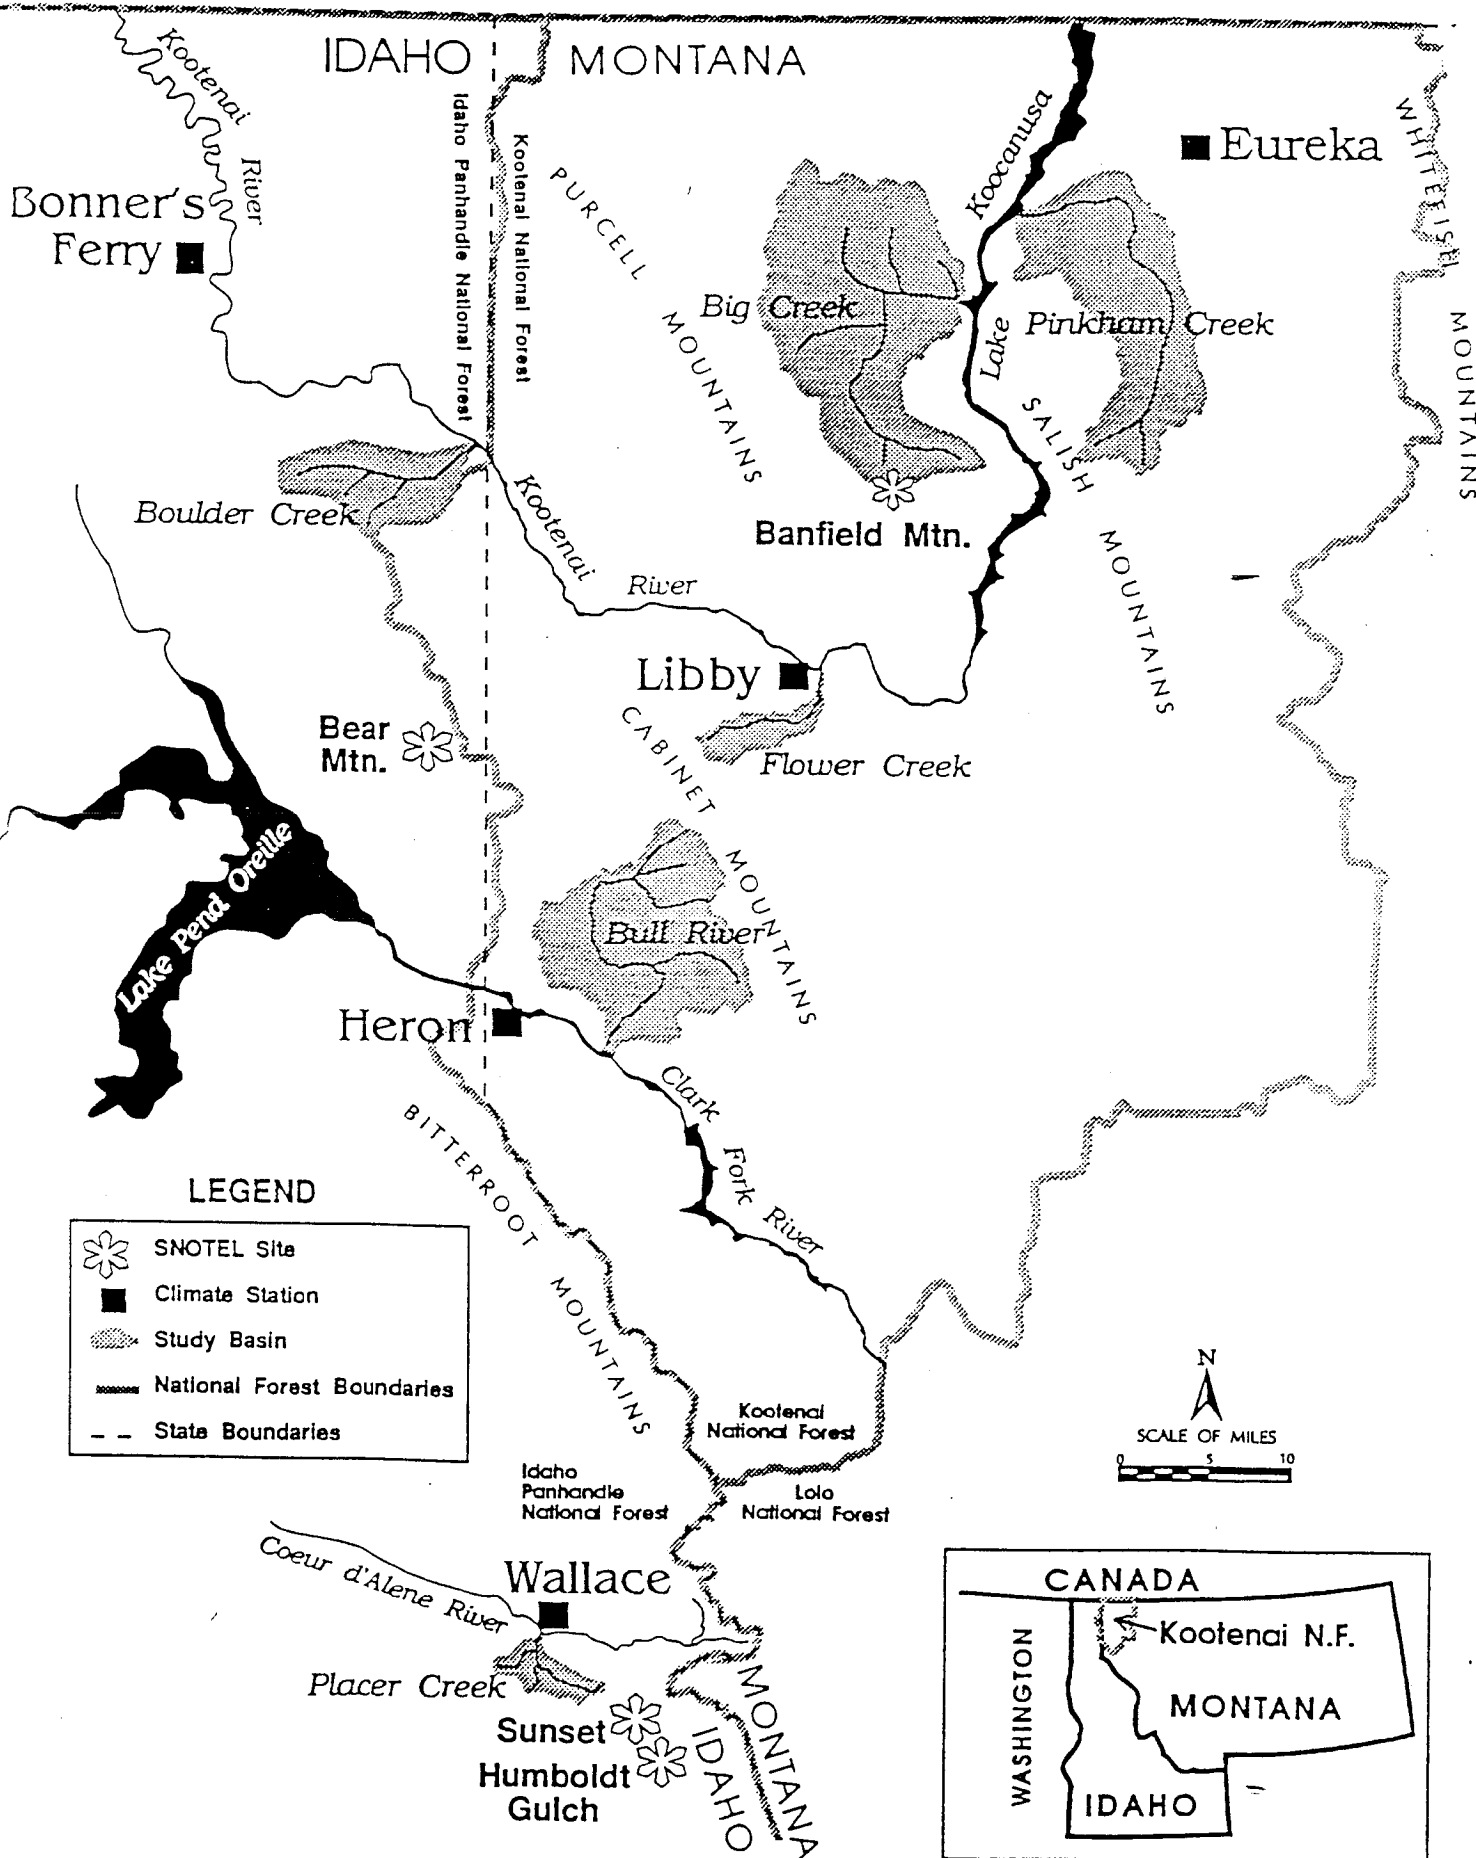 IDAHO
MONTANA
Kootenai
River
Idaho Panhandle National Forest
Kootenai National Forest
Koocanusa
Lake
Eureka
WHITEFISH
MOUNTAINS
Bonner's
Ferry
PURCELL
MOUNTAINS
Big Creek
Pinkham Creek
SALISH
MOUNTAINS
Boulder Creek
Kootenai
River
Banfield Mtn.
Libby
CABINET
MOUNTAINS
Flower Creek
Bear
Mtn.
Lake Pend Oreille
Bull River
Heron
Clark
Fork
River
BITTERROOT
MOUNTAINS
LEGEND
SNOTEL Site
Climate Station
Study Basin
National Forest Boundaries
State Boundaries
Kootenai
National Forest
Idaho
Panhandle
National Forest
Lolo
National Forest
N
SCALE OF MILES
0 5 10
Coeur d'Alene River
Wallace
Placer Creek
Sunset
Humboldt
Gulch
MONTANA
IDAHO
CANADA
Kootenai N.F.
WASHINGTON
MONTANA
IDAHO